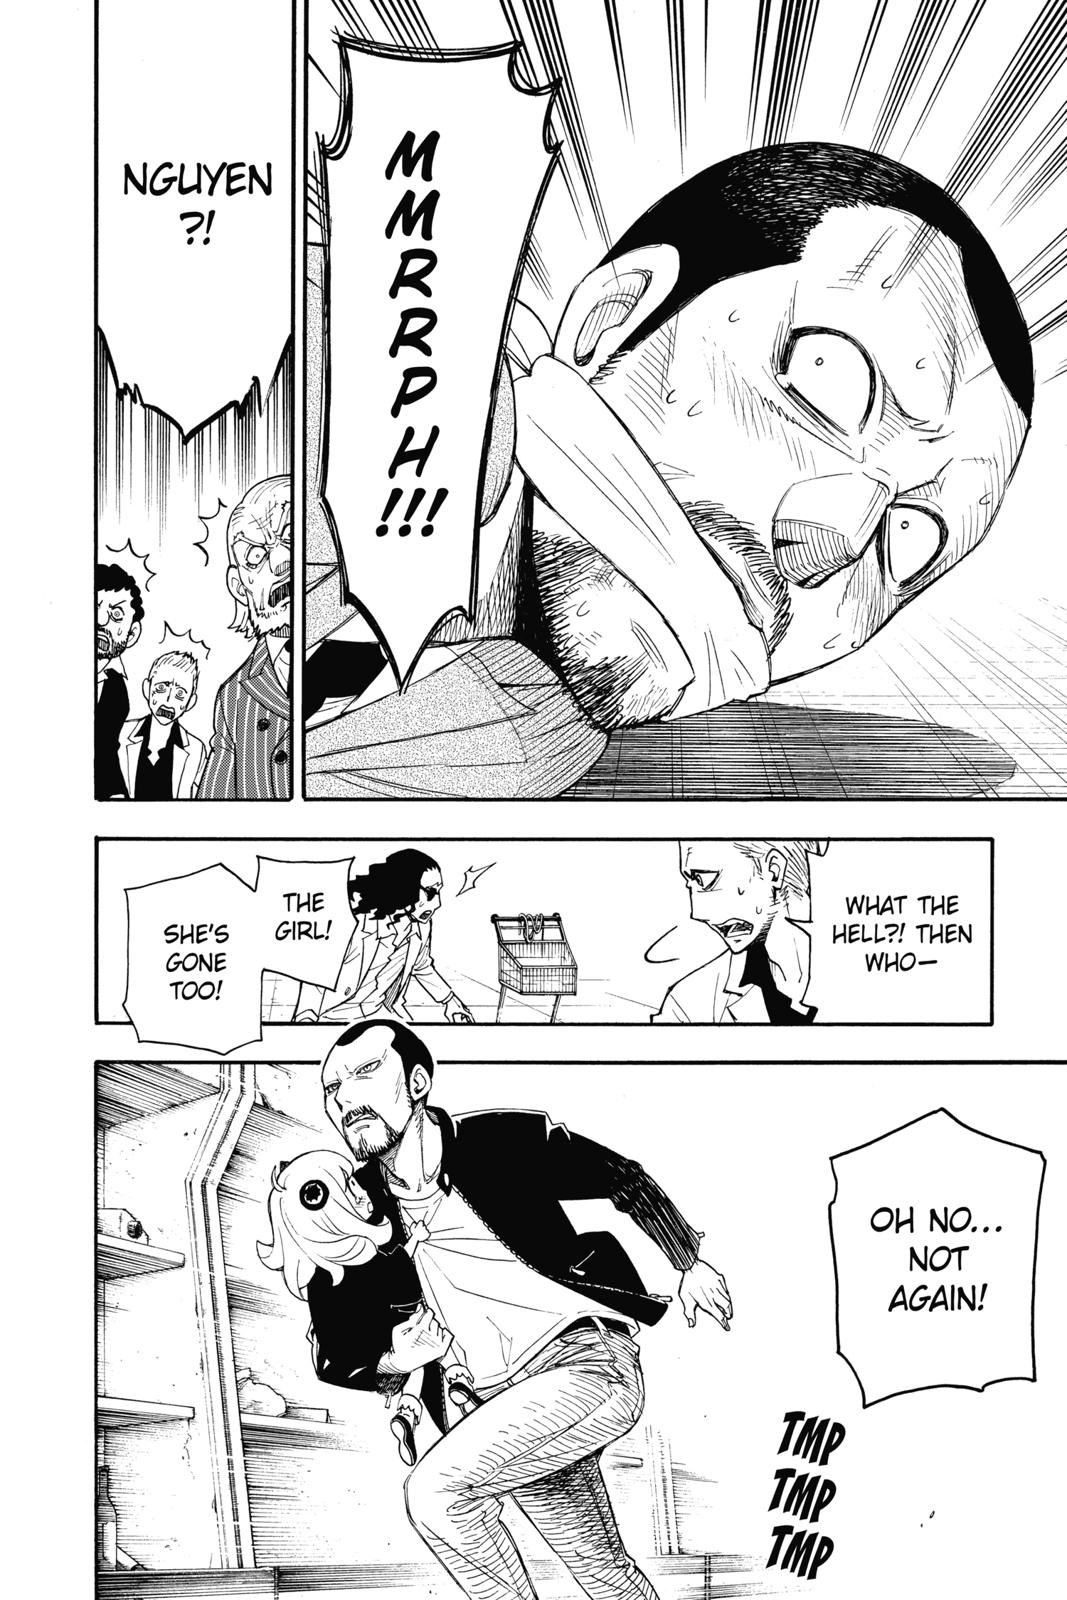 MMRRPH!!!
NGUYEN
?!
WHAT THE
HELL?! THEN
WHO—
THE
GIRL!
SHE'S
GONE
TOO!
OH NO...
NOT
AGAIN!
TMP
TMP
TMP